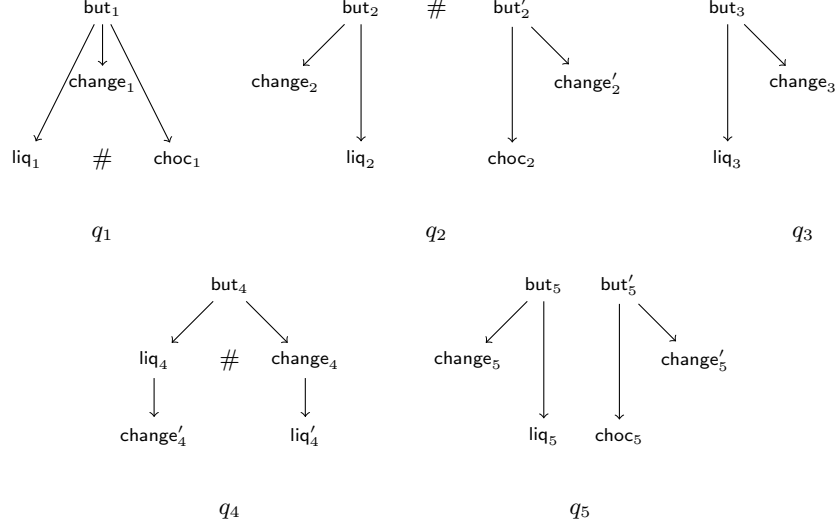 but₁ but₂ # but′₂ but₃
change₁ change₂ change′₂ change₃
liq₁ # choc₁ liq₂ choc₂ liq₃
q₁ q₂ q₃
but₄ but₅ but′₅
liq₄ # change₄ change₅ change′₅
change′₄ liq′₄ liq₅ choc₅
q₄ q₅